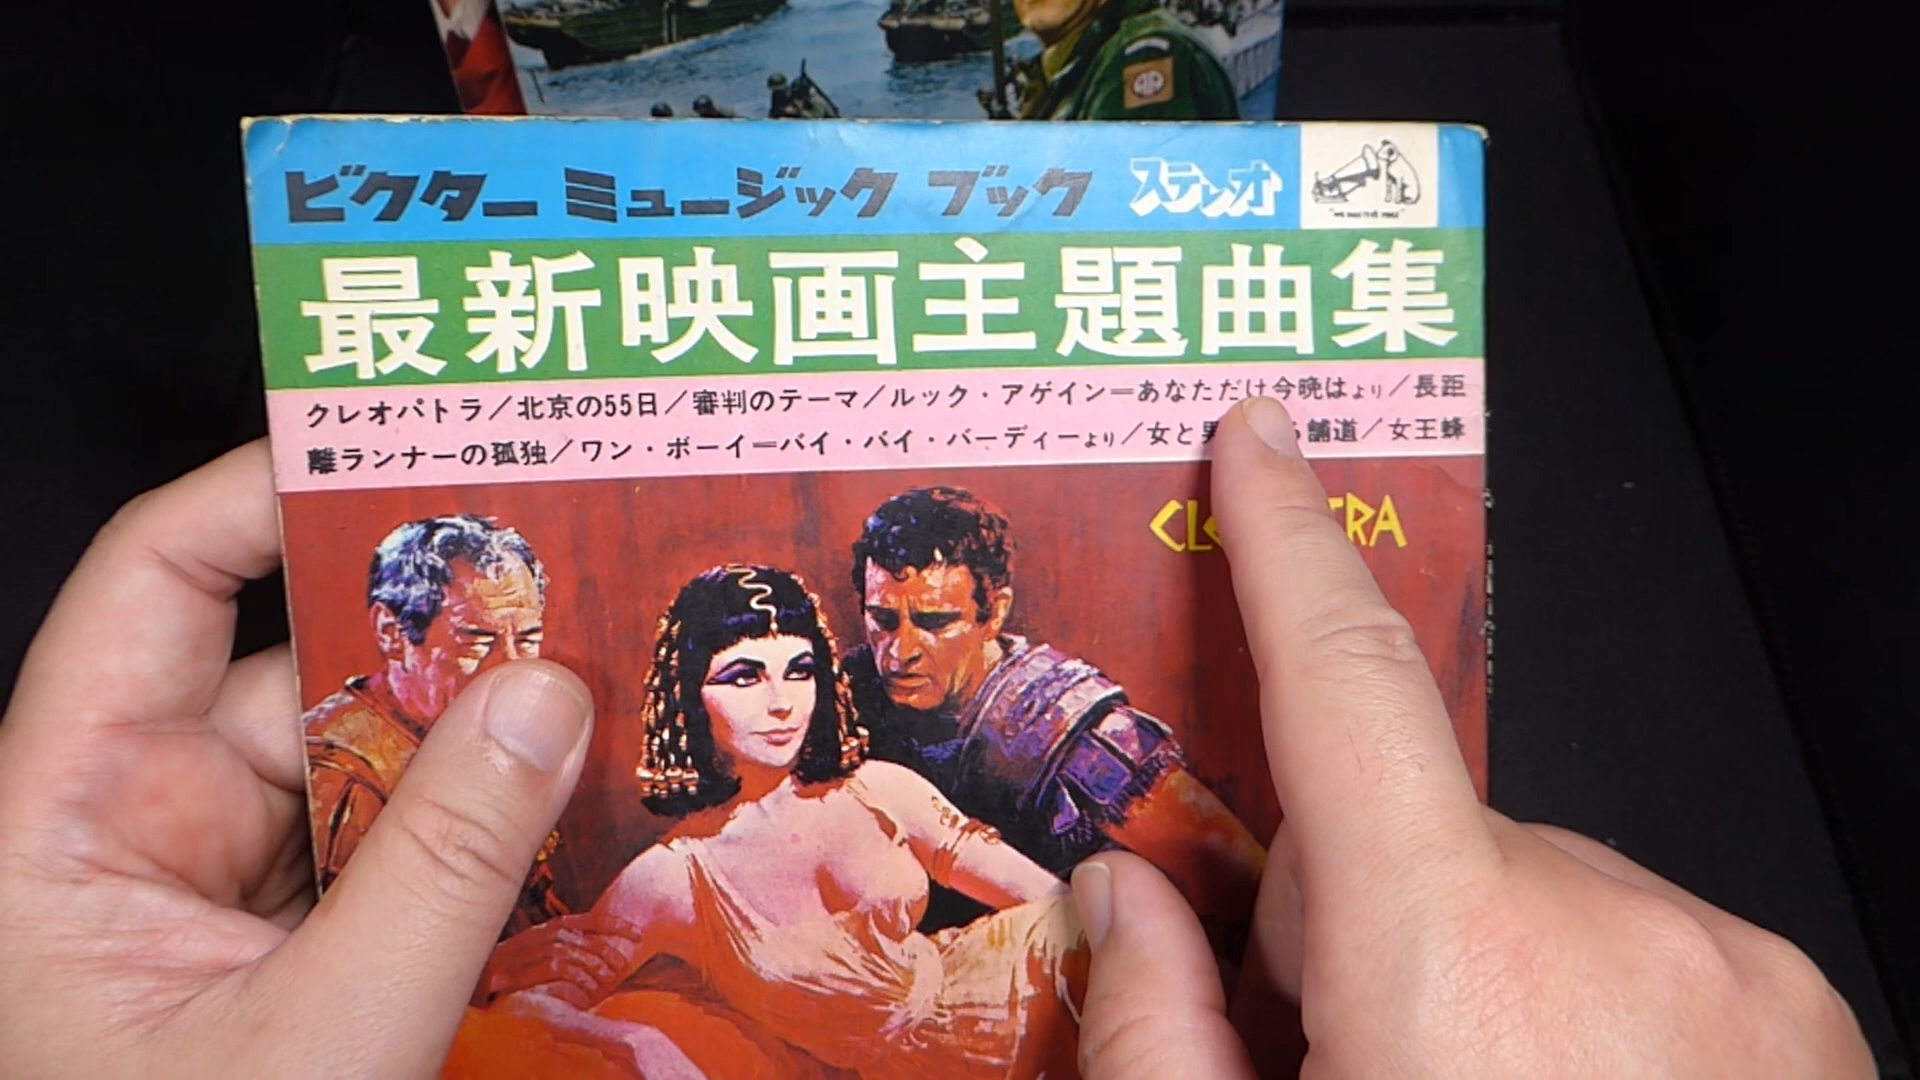 ビクター ミュージック ブック ステレオ
最新映画主題曲集
クレオパトラ/北京の55日/審判のテーマ/ルック・アゲイン=あなただけ今晩はより/長距
離ランナーの孤独/ワン・ボーイ=バイ・バイ・バーディーより/女と男 舗道/女王蜂